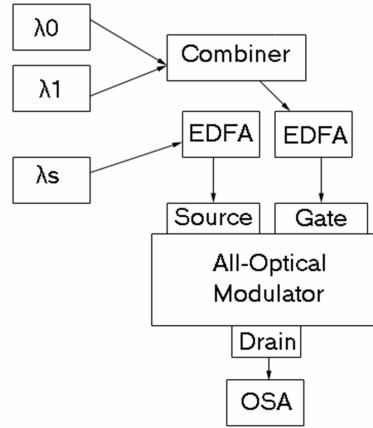 λ0
Combiner
λ1
EDFA
EDFA
λs
Source
Gate
All-Optical
Modulator
Drain
OSA